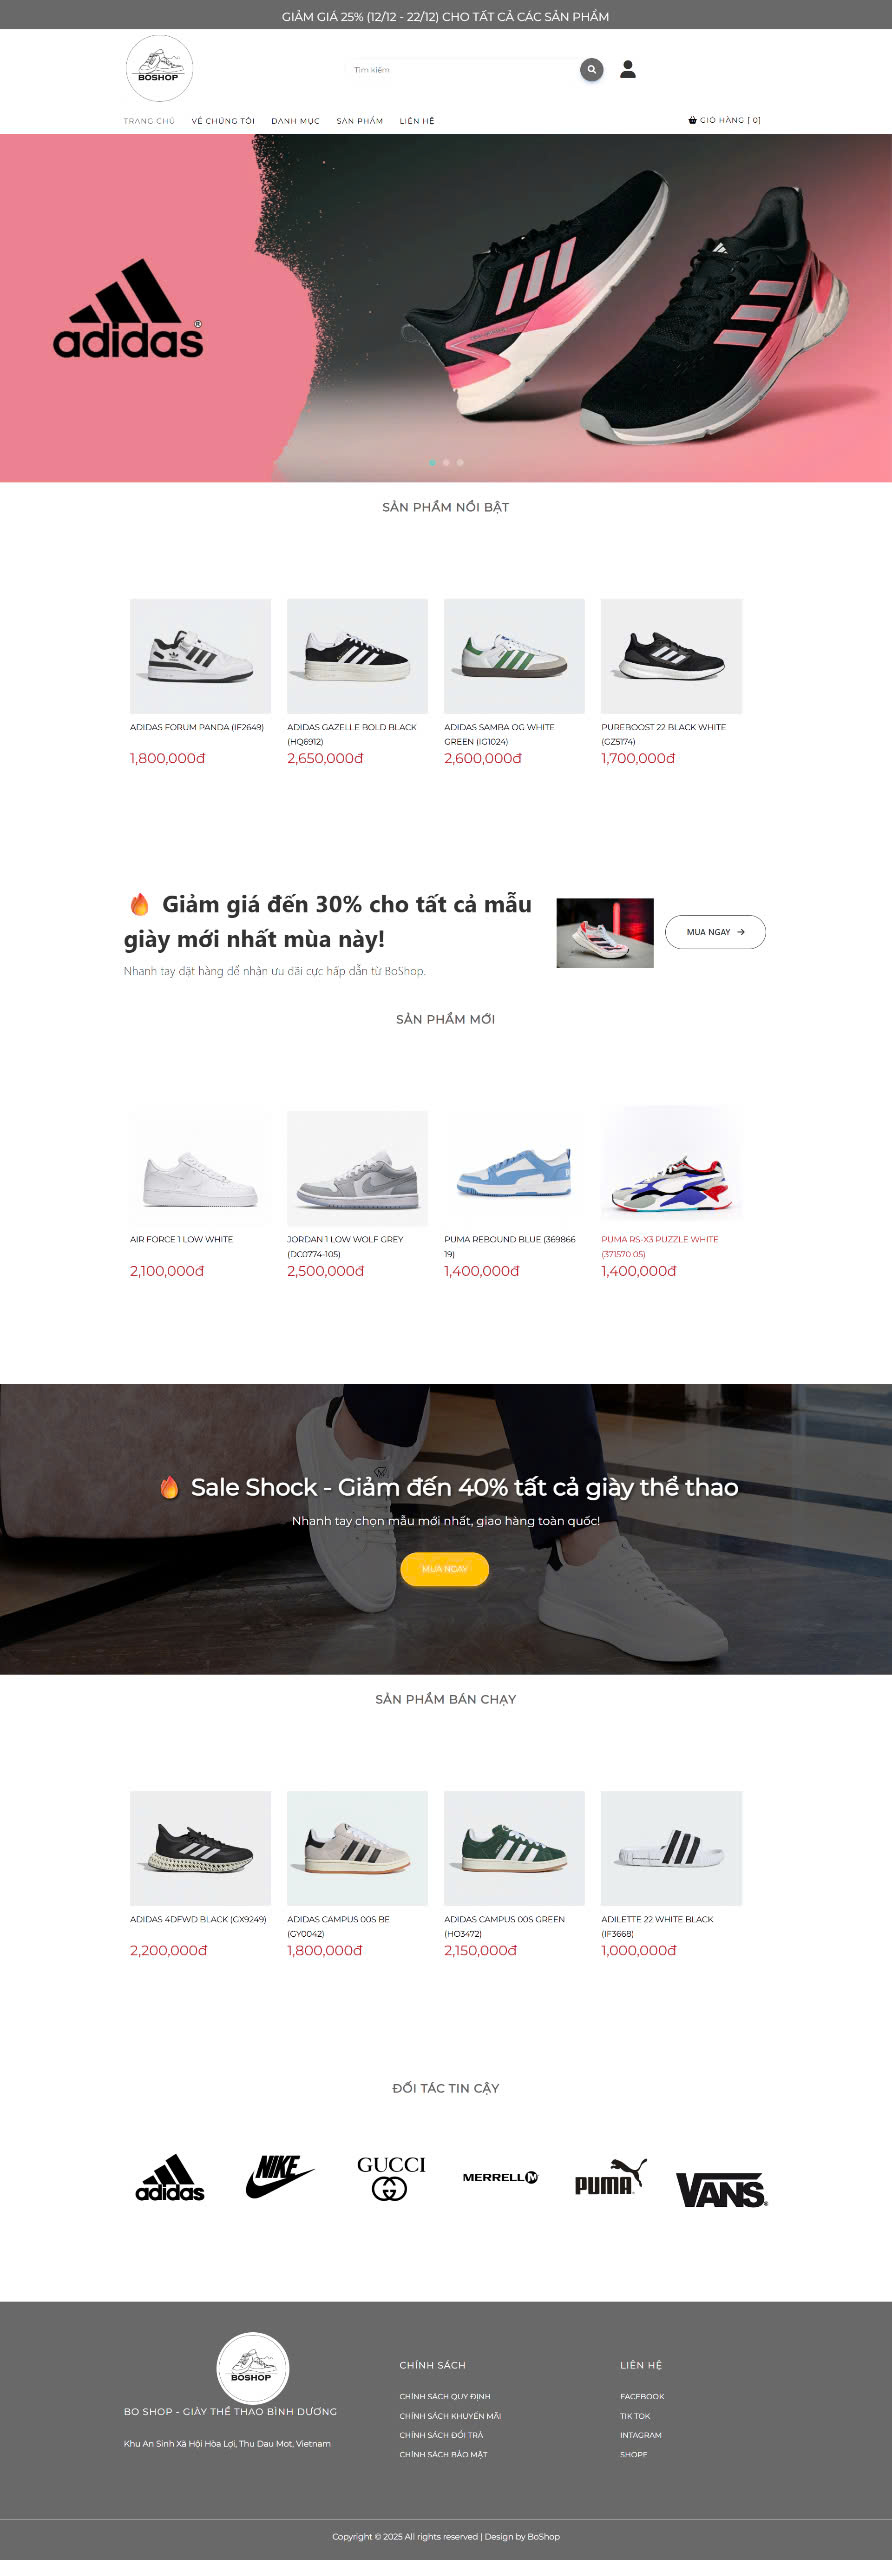 GIẢM GIÁ 25% (12/12 - 22/12) CHO TẤT CẢ CÁC SẢN PHẨM
BOSHOP
Tìm kiếm
TRANG CHỦ VỀ CHÚNG TÔI DANH MỤC SẢN PHẨM LIÊN HỆ
GIỎ HÀNG [ 0]
adidas®
SẢN PHẨM NỔI BẬT
ADIDAS FORUM PANDA (IF2649)
1,800,000đ
ADIDAS GAZELLE BOLD BLACK
(HQ6912)
2,650,000đ
ADIDAS SAMBA OG WHITE
GREEN (IG1024)
2,600,000đ
PUREBOOST 22 BLACK WHITE
(GZ5174)
1,700,000đ
🔥 Giảm giá đến 30% cho tất cả mẫu
giày mới nhất mùa này!
Nhanh tay đặt hàng để nhận ưu đãi cực hấp dẫn từ BoShop.
MUA NGAY →
SẢN PHẨM MỚI
AIR FORCE 1 LOW WHITE
2,100,000đ
JORDAN 1 LOW WOLF GREY
(DC0774-105)
2,500,000đ
PUMA REBOUND BLUE (369866
19)
1,400,000đ
PUMA RS-X3 PUZZLE WHITE
(371570 05)
1,400,000đ
🔥 Sale Shock - Giảm đến 40% tất cả giày thể thao
Nhanh tay chọn mẫu mới nhất, giao hàng toàn quốc!
MUA NGAY
SẢN PHẨM BÁN CHẠY
ADIDAS 4DFWD BLACK (GX9249)
2,200,000đ
ADIDAS CAMPUS 00S BE
(GY0042)
1,800,000đ
ADIDAS CAMPUS 00S GREEN
(HO3472)
2,150,000đ
ADILETTE 22 WHITE BLACK
(IF3668)
1,000,000đ
ĐỐI TÁC TIN CẬY
adidas
NIKE
GUCCI
MERRELL
PUMA
VANS
BOSHOP
BO SHOP - GIÀY THỂ THAO BÌNH DƯƠNG
Khu An Sinh Xã Hội Hòa Lợi, Thu Dau Mot, Vietnam
CHÍNH SÁCH
CHÍNH SÁCH QUY ĐỊNH
CHÍNH SÁCH KHUYẾN MÃI
CHÍNH SÁCH ĐỔI TRẢ
CHÍNH SÁCH BẢO MẬT
LIÊN HỆ
FACEBOOK
TIK TOK
INTAGRAM
SHOPE
Copyright © 2025 All rights reserved | Design by BoShop